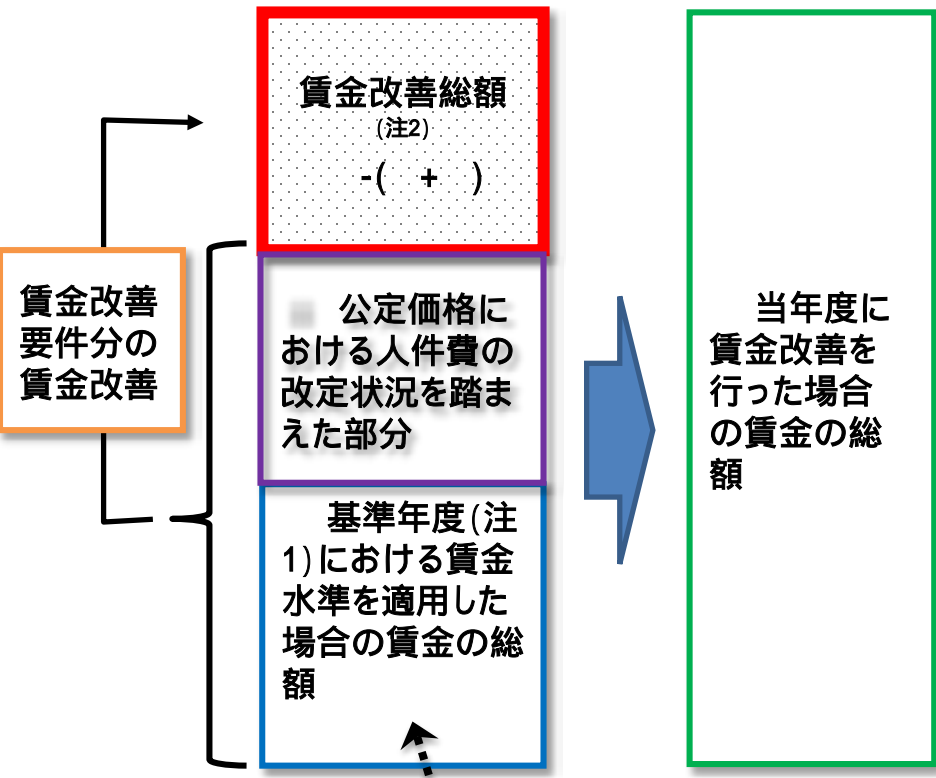 賃金改善総額
(注2)
-( + )
賃金改善
要件分の
賃金改善
公定価格に
おける人件費の
改定状況を踏ま
えた部分
基準年度(注
1)における賃金
水準を適用した
場合の賃金の総
額
当年度に
賃金改善を
行った場合
の賃金の総
額